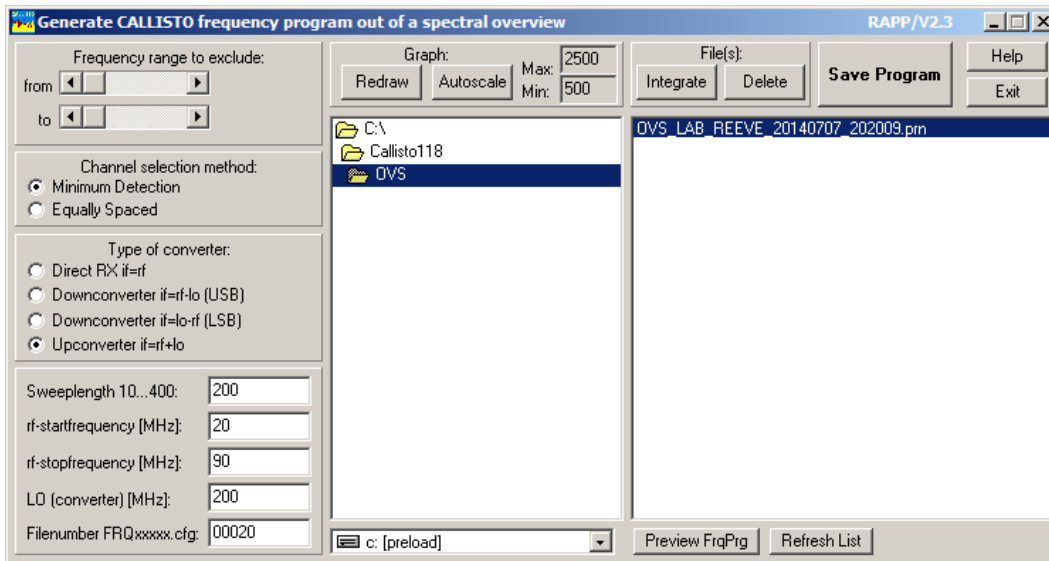 Generate CALLISTO frequency program out of a spectral overview RAPP/V2.3
Frequency range to exclude:
from
to
Channel selection method:
Minimum Detection
Equally Spaced
Type of converter:
Direct RX if=rf
Downconverter if=rf-lo (USB)
Downconverter if=lo-rf (LSB)
Upconverter if=rf+lo
Sweeplength 10...400: 200
rf-startfrequency [MHz]: 20
rf-stopfrequency [MHz]: 90
LO (converter) [MHz]: 200
Filenumber FRQxxxxx.cfg: 00020
Graph:
Redraw Autoscale
Max: 2500
Min: 500
C:\
Callisto118
OVS
c: [preload]
File(s):
Integrate Delete
Save Program
Help
Exit
OVS_LAB_REEVE_20140707_202009.prn
Preview FrqPrg Refresh List